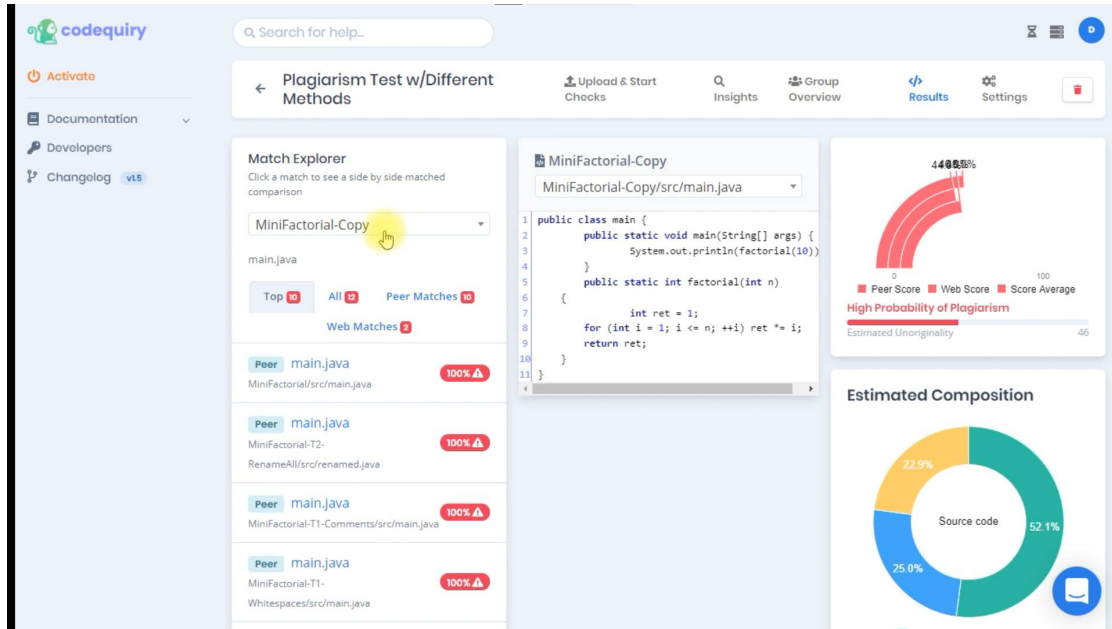 codequiry
Search for help...
D
Activate
Documentation
Developers
Changelog v1.5
Plagiarism Test w/Different
Methods
Upload & Start
Checks
Insights
Group
Overview
Results
Settings
Match Explorer
Click a match to see a side by side matched
comparison
MiniFactorial-Copy
main.java
Top 10
All 12
Peer Matches 10
Web Matches 2
Peer main.java
MiniFactorial/src/main.java
100%
Peer main.java
MiniFactorial-T2-
RenameAll/src/renamed.java
100%
Peer main.java
MiniFactorial-T1-Comments/src/main.java
100%
Peer main.java
MiniFactorial-T1-
Whitespaces/src/main.java
100%
MiniFactorial-Copy
MiniFactorial-Copy/src/main.java
1 public class main {
2 public static void main(String[] args) {
3 System.out.println(factorial(10))
4 }
5 public static int factorial(int n)
6 {
7 int ret = 1;
8 for (int i = 1; i <= n; ++i) ret *= i;
9 return ret;
10 }
11 }
0
100
Peer Score Web Score Score Average
High Probability of Plagiarism
Estimated Unoriginality 46
Estimated Composition
22.9%
Source code
52.1%
25.0%